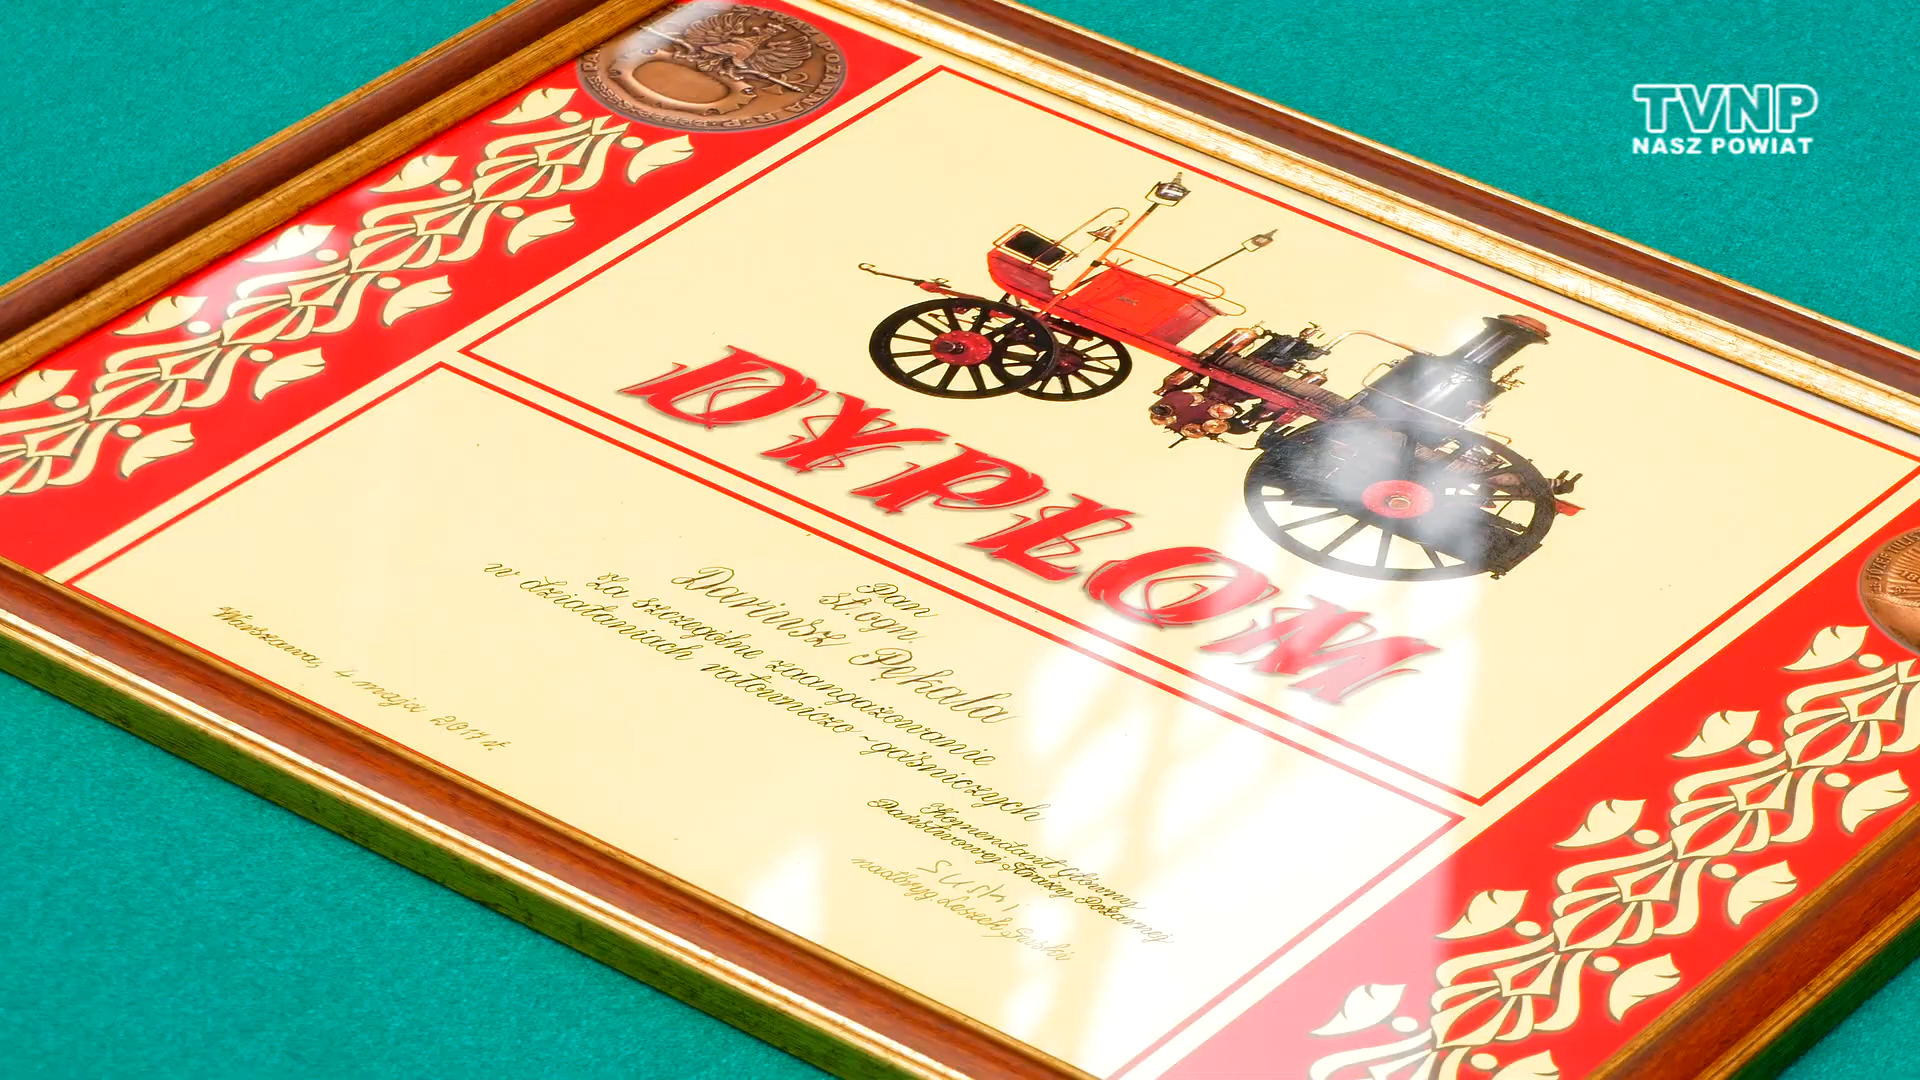 TVNP
NASZ POWIAT
DYPLOM
Pan
st.ogn.
Dariusz Pękala
za szczególne zaangażowanie
w działaniach ratowniczo-gaśniczych
Warszawa, 4 maja 2017 r.
Komendant Główny
Państwowej Straży Pożarnej
nadbryg. Leszek Suski